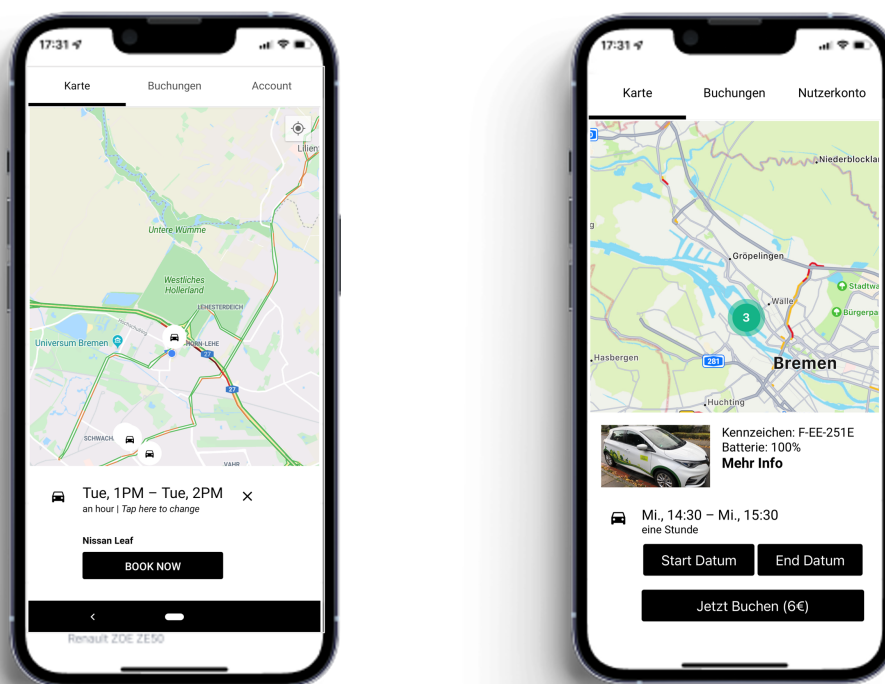 17:31
Karte
Buchungen
Account
Lilien
Untere Wümme
Westliches
Hollerland
LEHESTERDEICH
Hochschulring
Universum Bremen
HORN-LEHE
27
27
SCHWACH
VAHR
Tue, 1PM – Tue, 2PM
an hour | Tap here to change
Nissan Leaf
BOOK NOW
Renault ZOE ZE50
17:31
Karte
Buchungen
Nutzerkonto
Niederblockla
g
Gröpelingen
Stadtwa
Walle
3
Bürgerpa
Hasbergen
281
Bremen
Huchting
Kennzeichen: F-EE-251E
Batterie: 100%
Mehr Info
Mi., 14:30 – Mi., 15:30
eine Stunde
Start Datum
End Datum
Jetzt Buchen (6€)